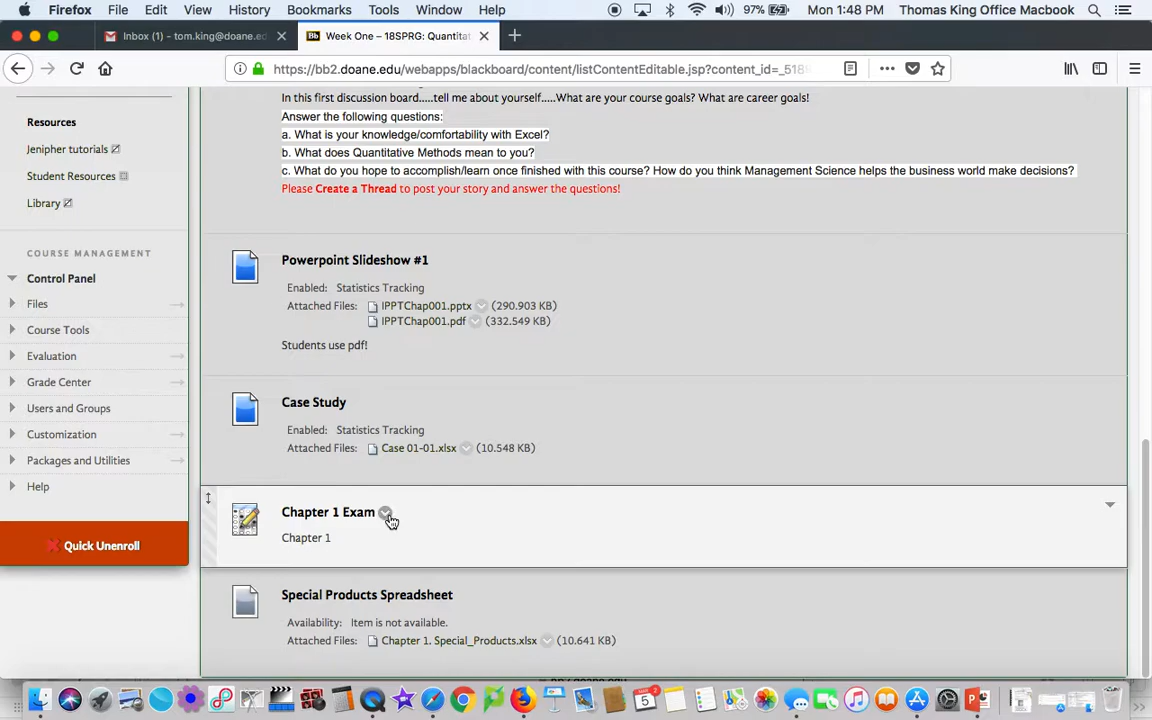 Firefox File Edit View History Bookmarks Tools Window Help 97% Mon 1:48 PM Thomas King Office Macbook
Inbox (1) - tom.king@doane.ed Bb Week One – 18SPRG: Quantitat
https://bb2.doane.edu/webapps/blackboard/content/listContentEditable.jsp?content_id=_518
In this first discussion board.....tell me about yourself.....What are your course goals? What are career goals!
Answer the following questions:
a. What is your knowledge/comfortability with Excel?
b. What does Quantitative Methods mean to you?
c. What do you hope to accomplish/learn once finished with this course? How do you think Management Science helps the business world make decisions?
Please Create a Thread to post your story and answer the questions!
Resources
Jenipher tutorials
Student Resources
Library
COURSE MANAGEMENT
Control Panel
Files
Course Tools
Evaluation
Grade Center
Users and Groups
Customization
Packages and Utilities
Help
Quick Unenroll
Powerpoint Slideshow #1
Enabled: Statistics Tracking
Attached Files: IPPTChap001.pptx (290.903 KB)
IPPTChap001.pdf (332.549 KB)
Students use pdf!
Case Study
Enabled: Statistics Tracking
Attached Files: Case 01-01.xlsx (10.548 KB)
Chapter 1 Exam
Chapter 1
Special Products Spreadsheet
Availability: Item is not available.
Attached Files: Chapter 1. Special_Products.xlsx (10.641 KB)